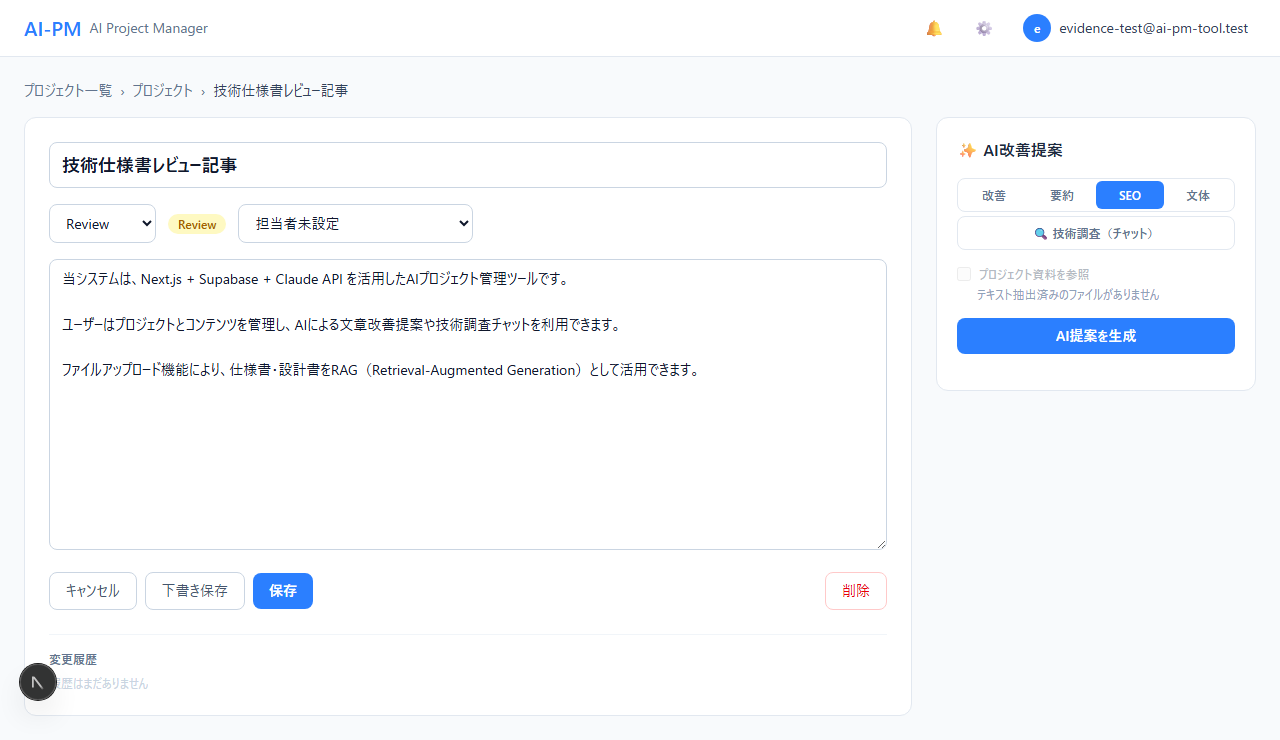 AI-PM AI Project Manager
e evidence-test@ai-pm-tool.test
プロジェクト一覧 › プロジェクト › 技術仕様書レビュー記事
技術仕様書レビュー記事
Review Review 担当者未設定
当システムは、Next.js + Supabase + Claude API を活用したAIプロジェクト管理ツールです。
ユーザーはプロジェクトとコンテンツを管理し、AIによる文章改善提案や技術調査チャットを利用できます。
ファイルアップロード機能により、仕様書・設計書をRAG（Retrieval-Augmented Generation）として活用できます。
キャンセル 下書き保存 保存 削除
変更履歴
履歴はまだありません
AI改善提案
改善 要約 SEO 文体
技術調査（チャット）
プロジェクト資料を参照
テキスト抽出済みのファイルがありません
AI提案を生成